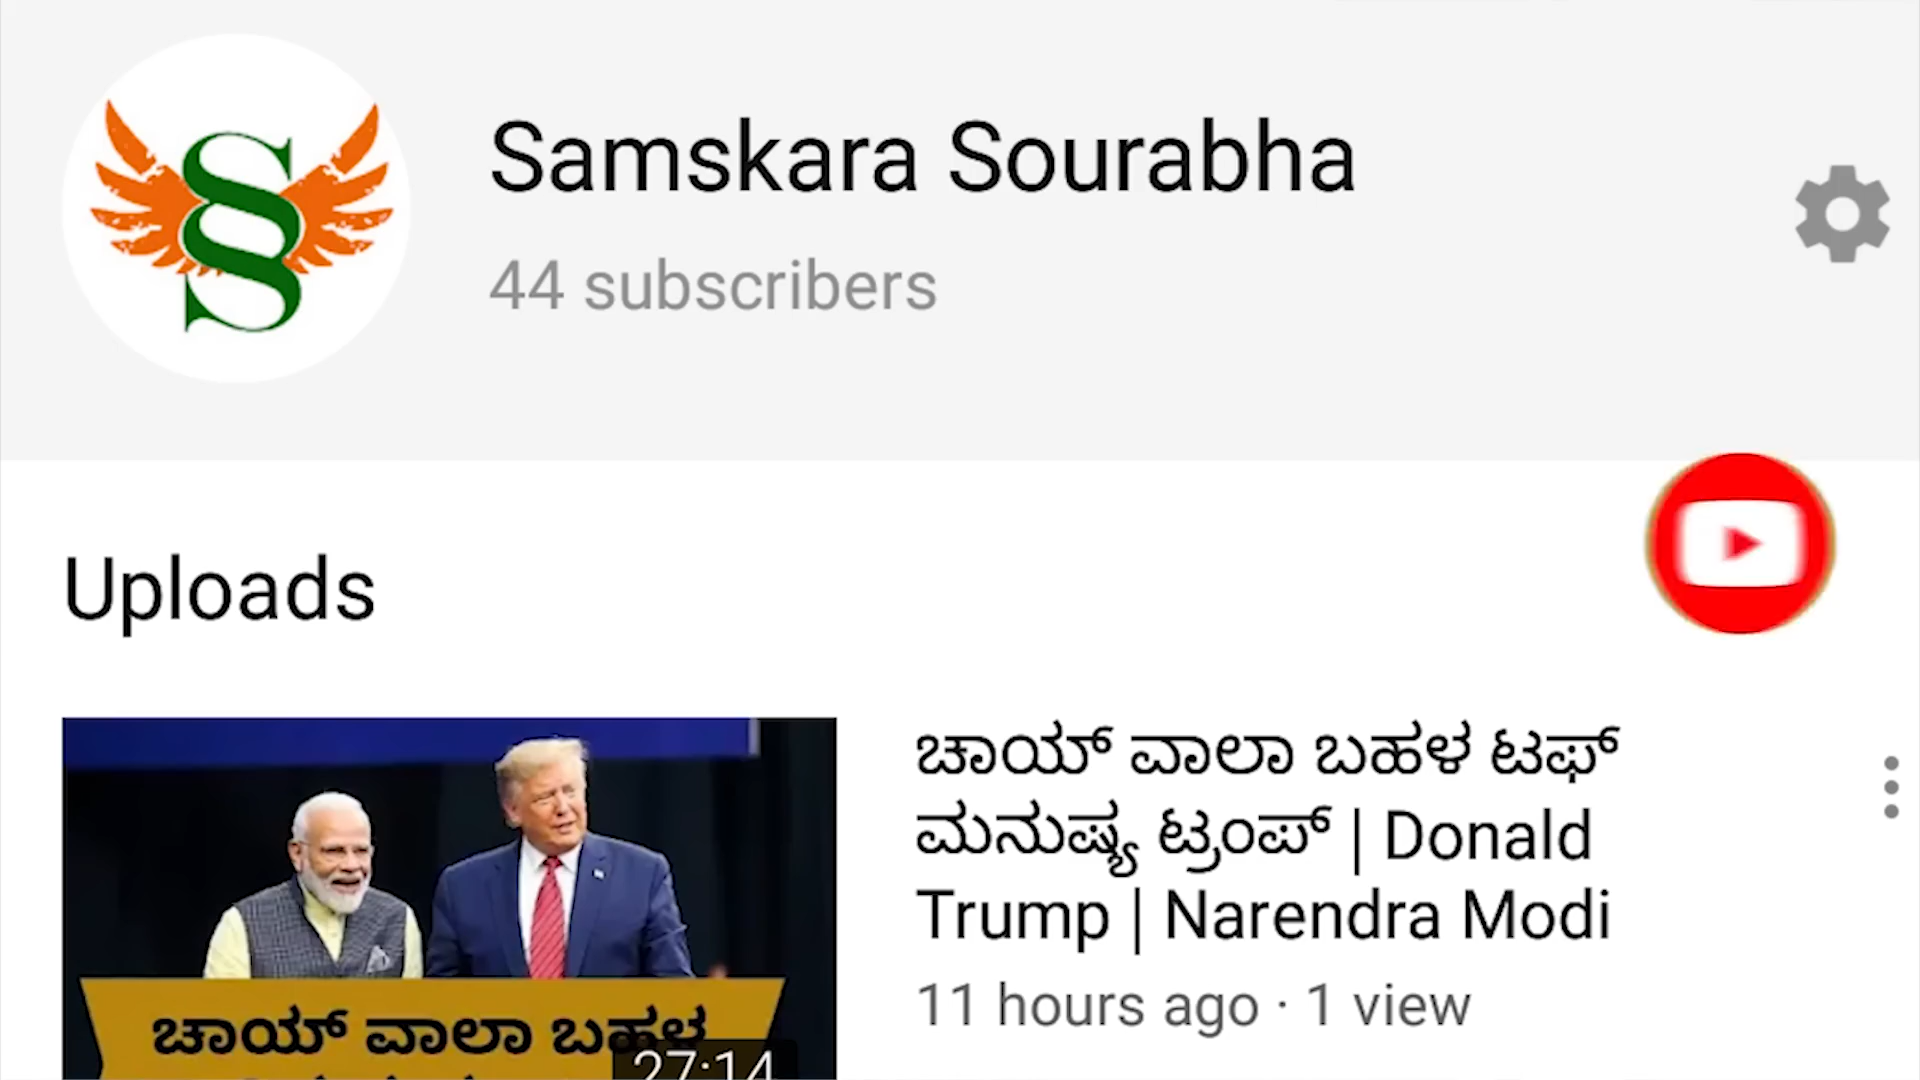 Samskara Sourabha
44 subscribers
Uploads
ಚಾಯ್ ವಾಲಾ ಬಹಳ ಟಫ್
ಮನುಷ್ಯ ಟ್ರಂಪ್ | Donald
Trump | Narendra Modi
11 hours ago · 1 view
ಚಾಯ್ ವಾಲಾ ಬಹಳ
27:14